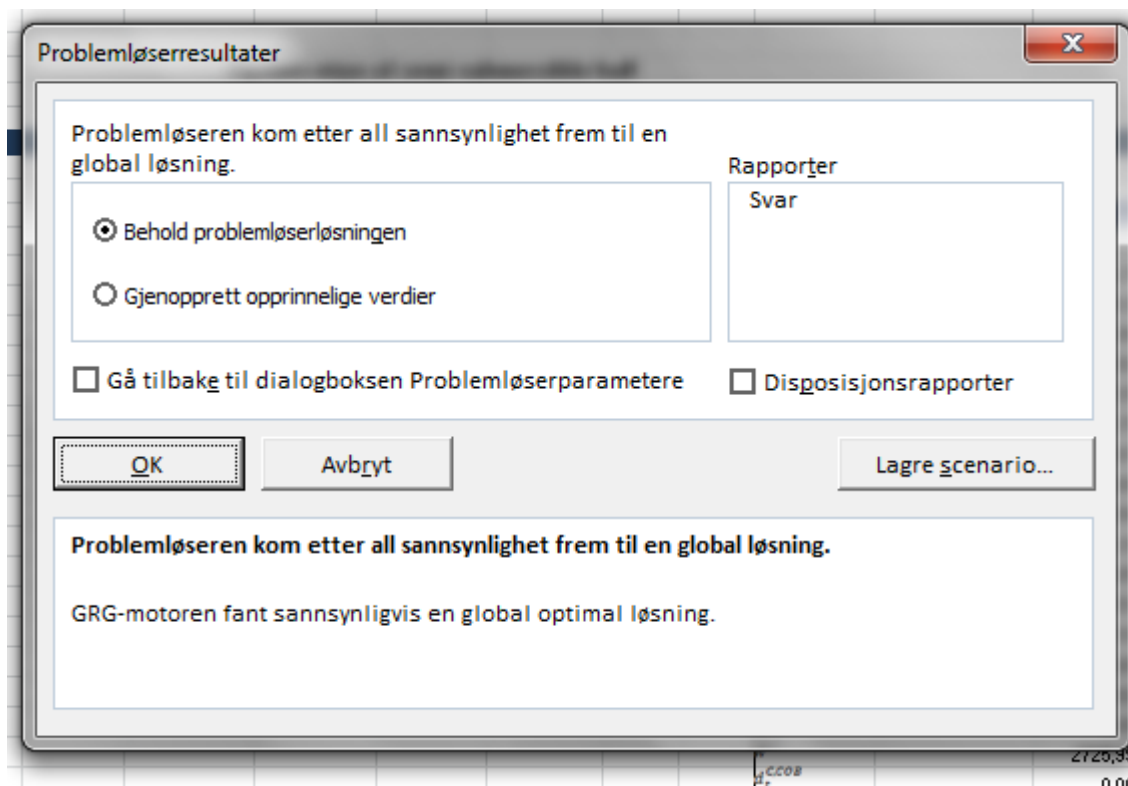 Problemløserresultater
Problemløseren kom etter all sannsynlighet frem til en
global løsning.
Rapporter
Svar
Behold problemløserløsningen
Gjenopprett opprinnelige verdier
Gå tilbake til dialogboksen Problemløserparametere
Disposisjonsrapporter
OK
Avbryt
Lagre scenario...
Problemløseren kom etter all sannsynlighet frem til en global løsning.
GRG-motoren fant sannsynligvis en global optimal løsning.